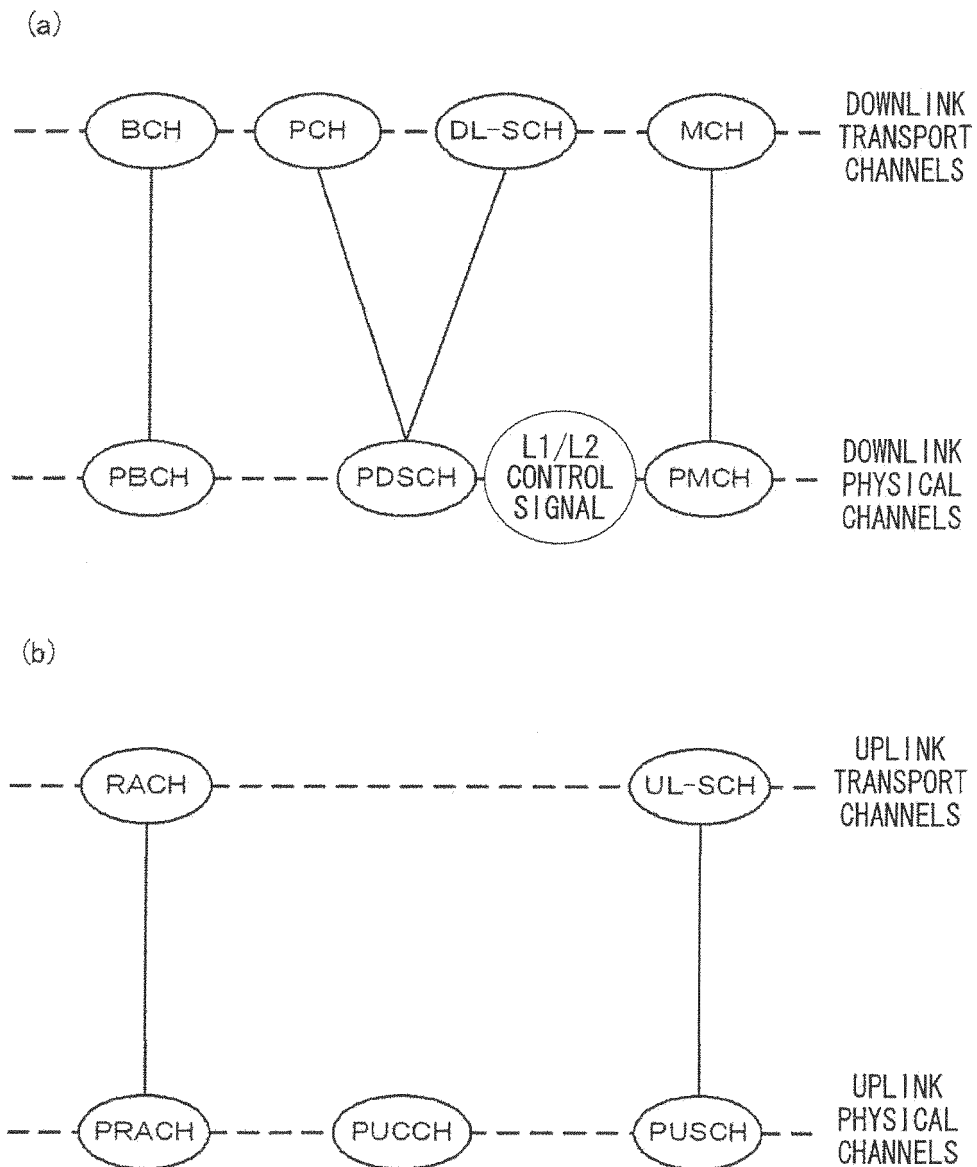 (a)
BCH PCH DL-SCH MCH
DOWNLINK
TRANSPORT
CHANNELS
PBCH PDSCH
L1/L2
CONTROL
SIGNAL
PMCH
DOWNLINK
PHYSICAL
CHANNELS
(b)
RACH UL-SCH
UPLINK
TRANSPORT
CHANNELS
PRACH PUCCH PUSCH
UPLINK
PHYSICAL
CHANNELS